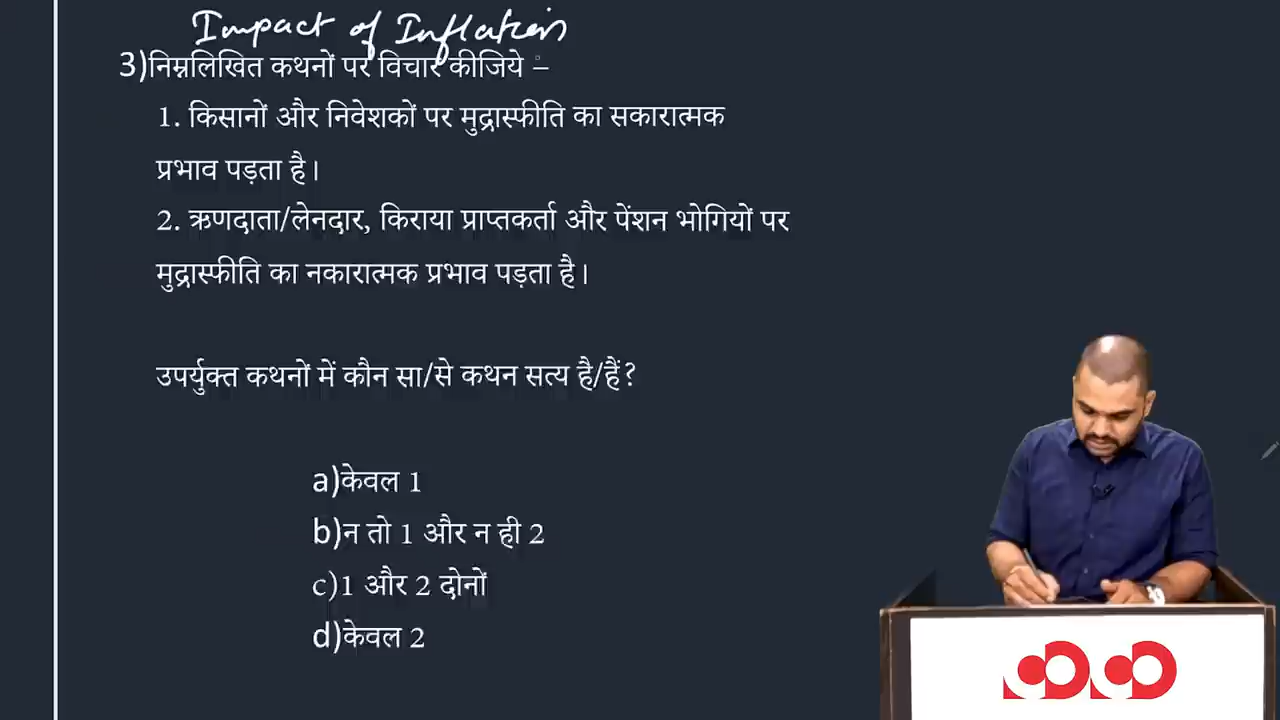 Impact of Inflation
3)निम्नलिखित कथनों पर विचार कीजिये –
1. किसानों और निवेशकों पर मुद्रास्फीति का सकारात्मक
प्रभाव पड़ता है।
2. ऋणदाता/लेनदार, किराया प्राप्तकर्ता और पेंशन भोगियों पर
मुद्रास्फीति का नकारात्मक प्रभाव पड़ता है।
उपर्युक्त कथनों में कौन सा/से कथन सत्य है/हैं?
a)केवल 1
b)न तो 1 और न ही 2
c)1 और 2 दोनों
d)केवल 2